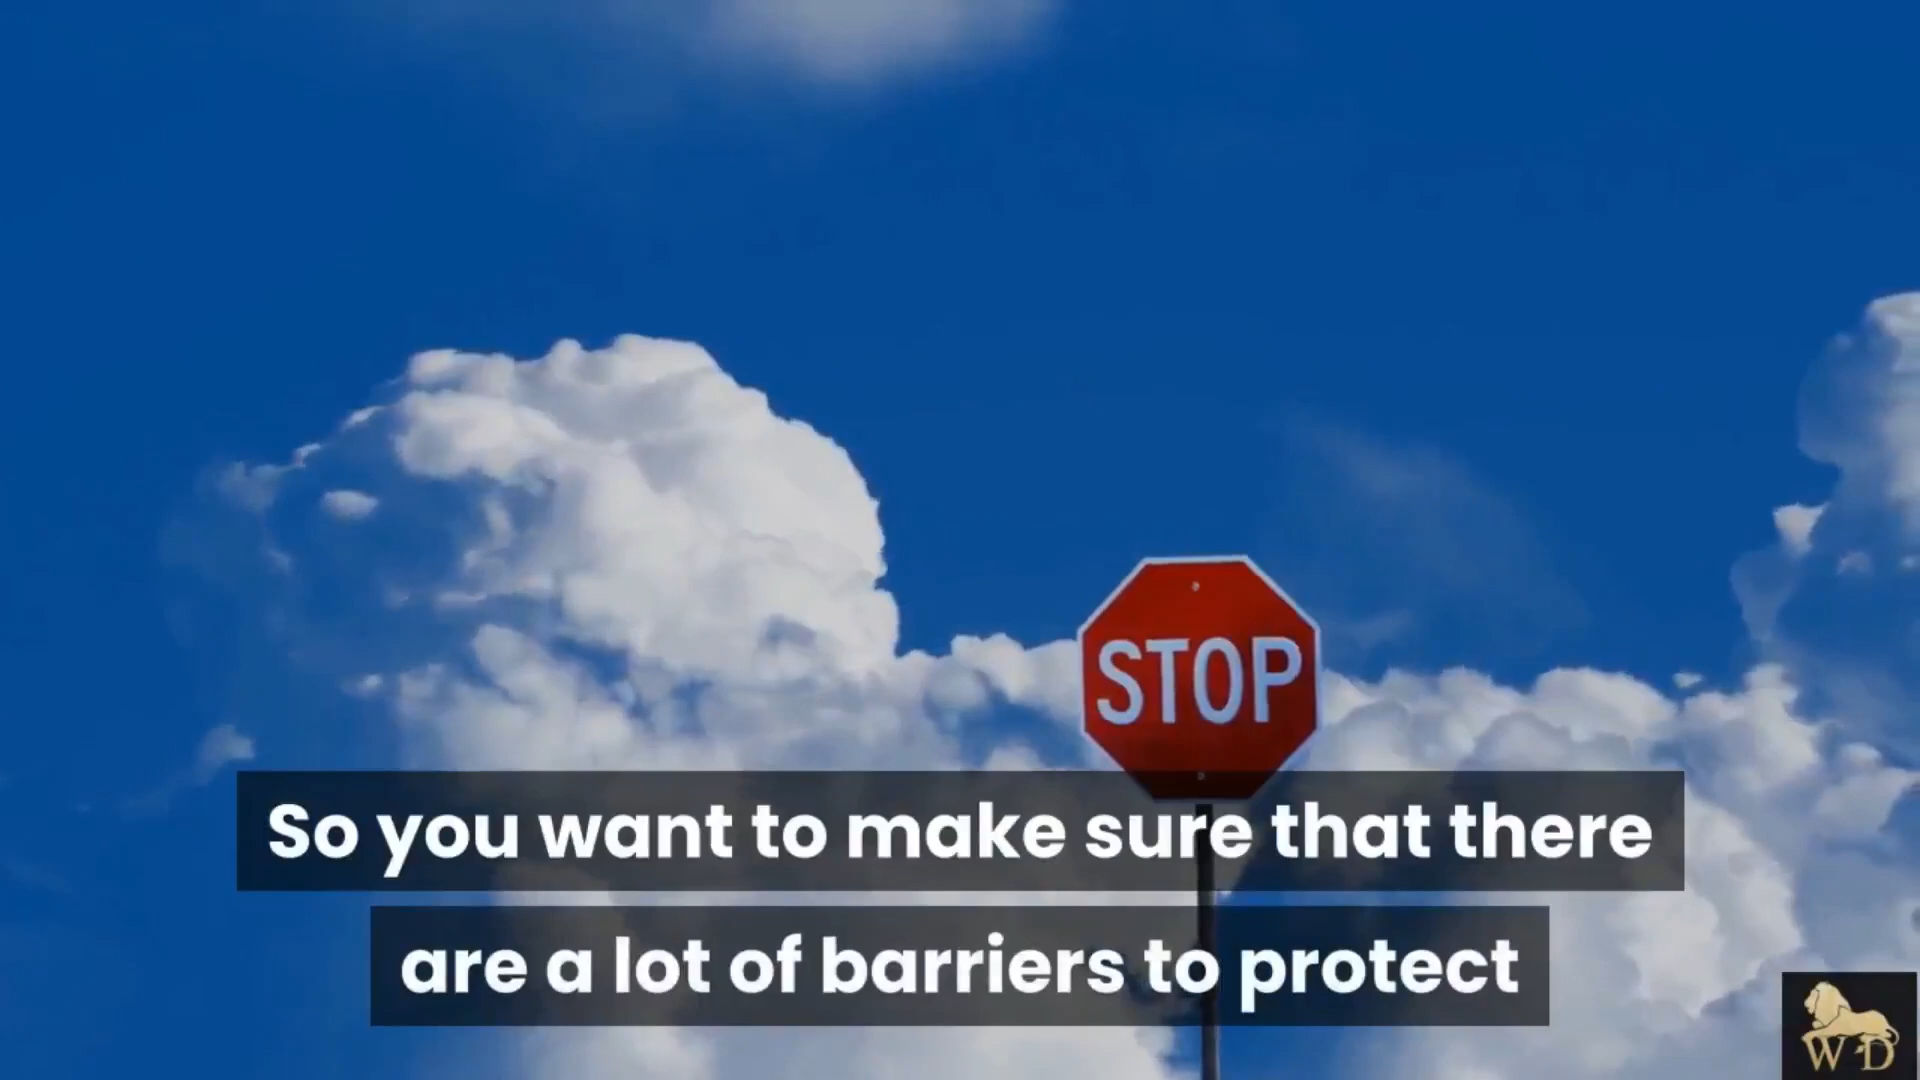 STOP
So you want to make sure that there
are a lot of barriers to protect
W D